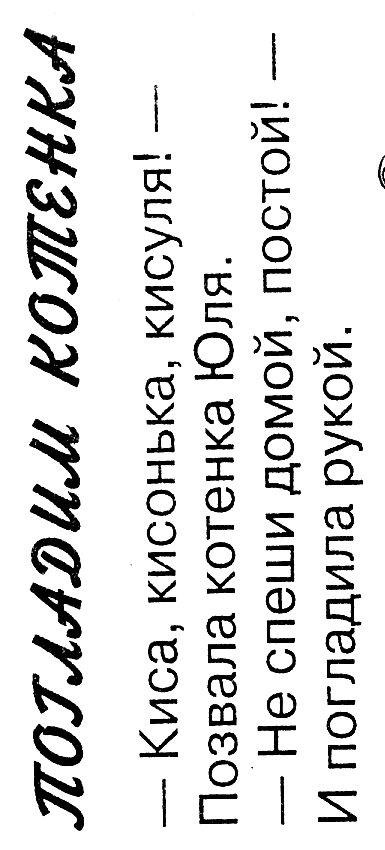 ПОГЛАДИМ КОТЕНКА
— Киса, кисонька, кисуля! —
Позвала котенка Юля.
— Не спеши домой, постой! —
И погладила рукой.